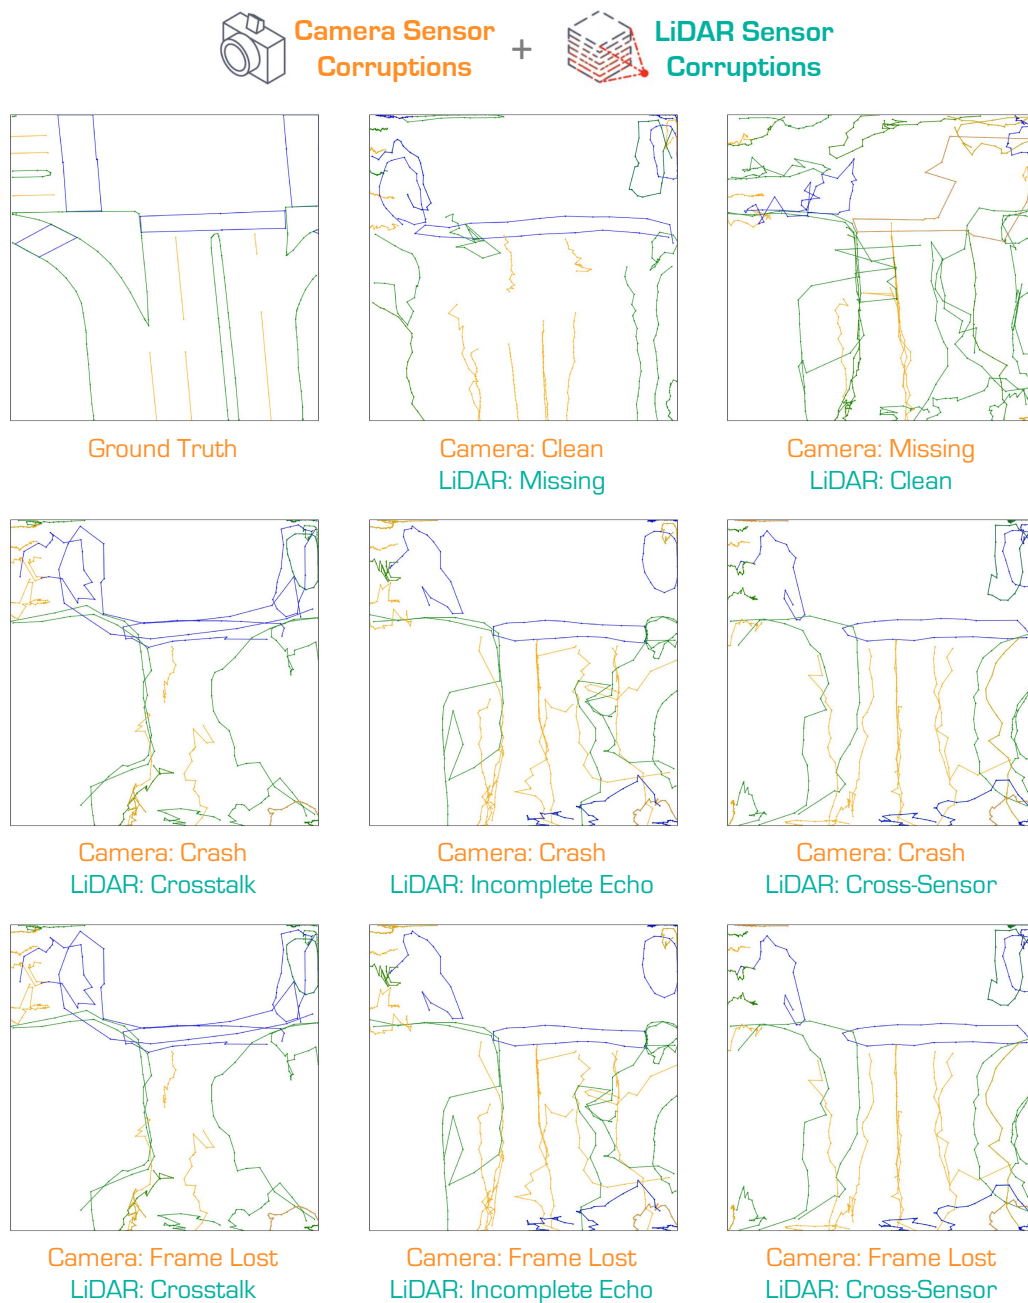 Camera Sensor
Corruptions
+
LiDAR Sensor
Corruptions
Ground Truth
Camera: Clean
LiDAR: Missing
Camera: Missing
LiDAR: Clean
Camera: Crash
LiDAR: Crosstalk
Camera: Crash
LiDAR: Incomplete Echo
Camera: Crash
LiDAR: Cross-Sensor
Camera: Frame Lost
LiDAR: Crosstalk
Camera: Frame Lost
LiDAR: Incomplete Echo
Camera: Frame Lost
LiDAR: Cross-Sensor